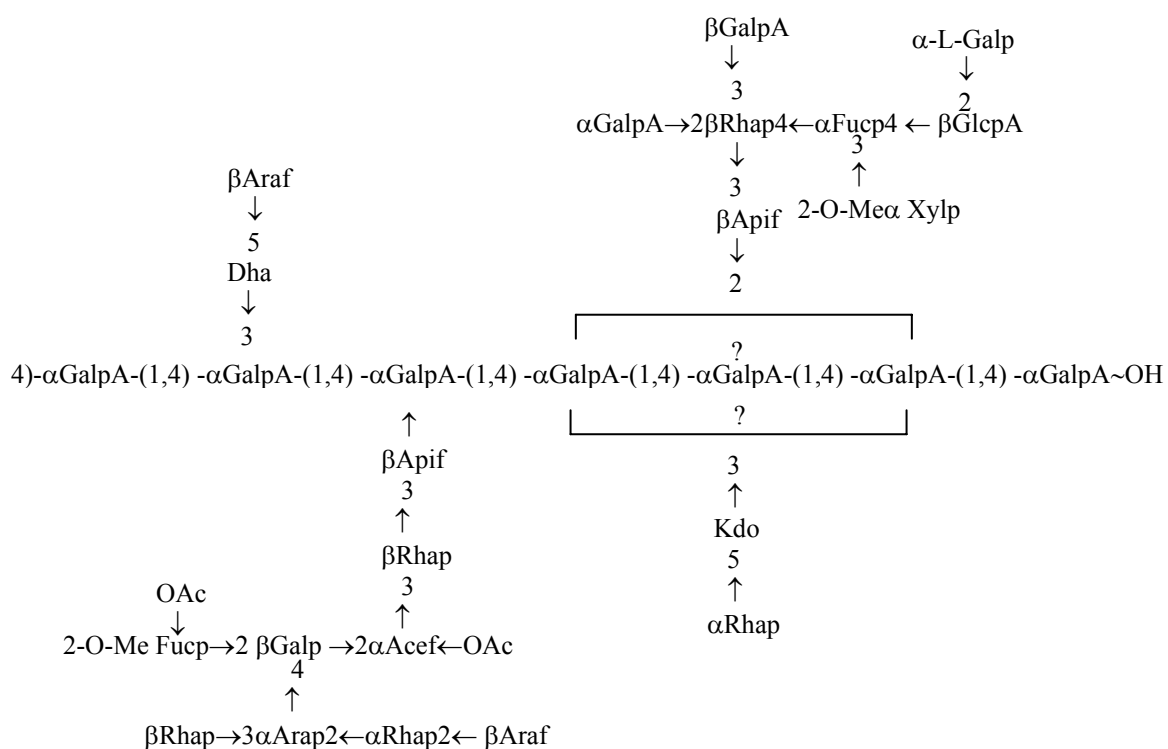 βGalpA α-L-Galp
↓ ↓
3 2
αGalpA→2βRhap4←αFucp4 ← βGlcpA
↓ 3
βAraf ↓ 3 ↑
5 βApif 2-O-Meα Xylp
Dha ↓
↓ 2
3
?
4)-αGalpA-(1,4) -αGalpA-(1,4) -αGalpA-(1,4) -αGalpA-(1,4) -αGalpA-(1,4) -αGalpA-(1,4) -αGalpA~OH
?
↑
βApif 3
3 ↑
↑ Kdo
βRhap 5
OAc 3 ↑
↓ ↑ αRhap
2-O-Me Fucp→2 βGalp →2αAcef←OAc
4
↑
βRhap→3αArap2←αRhap2← βAraf